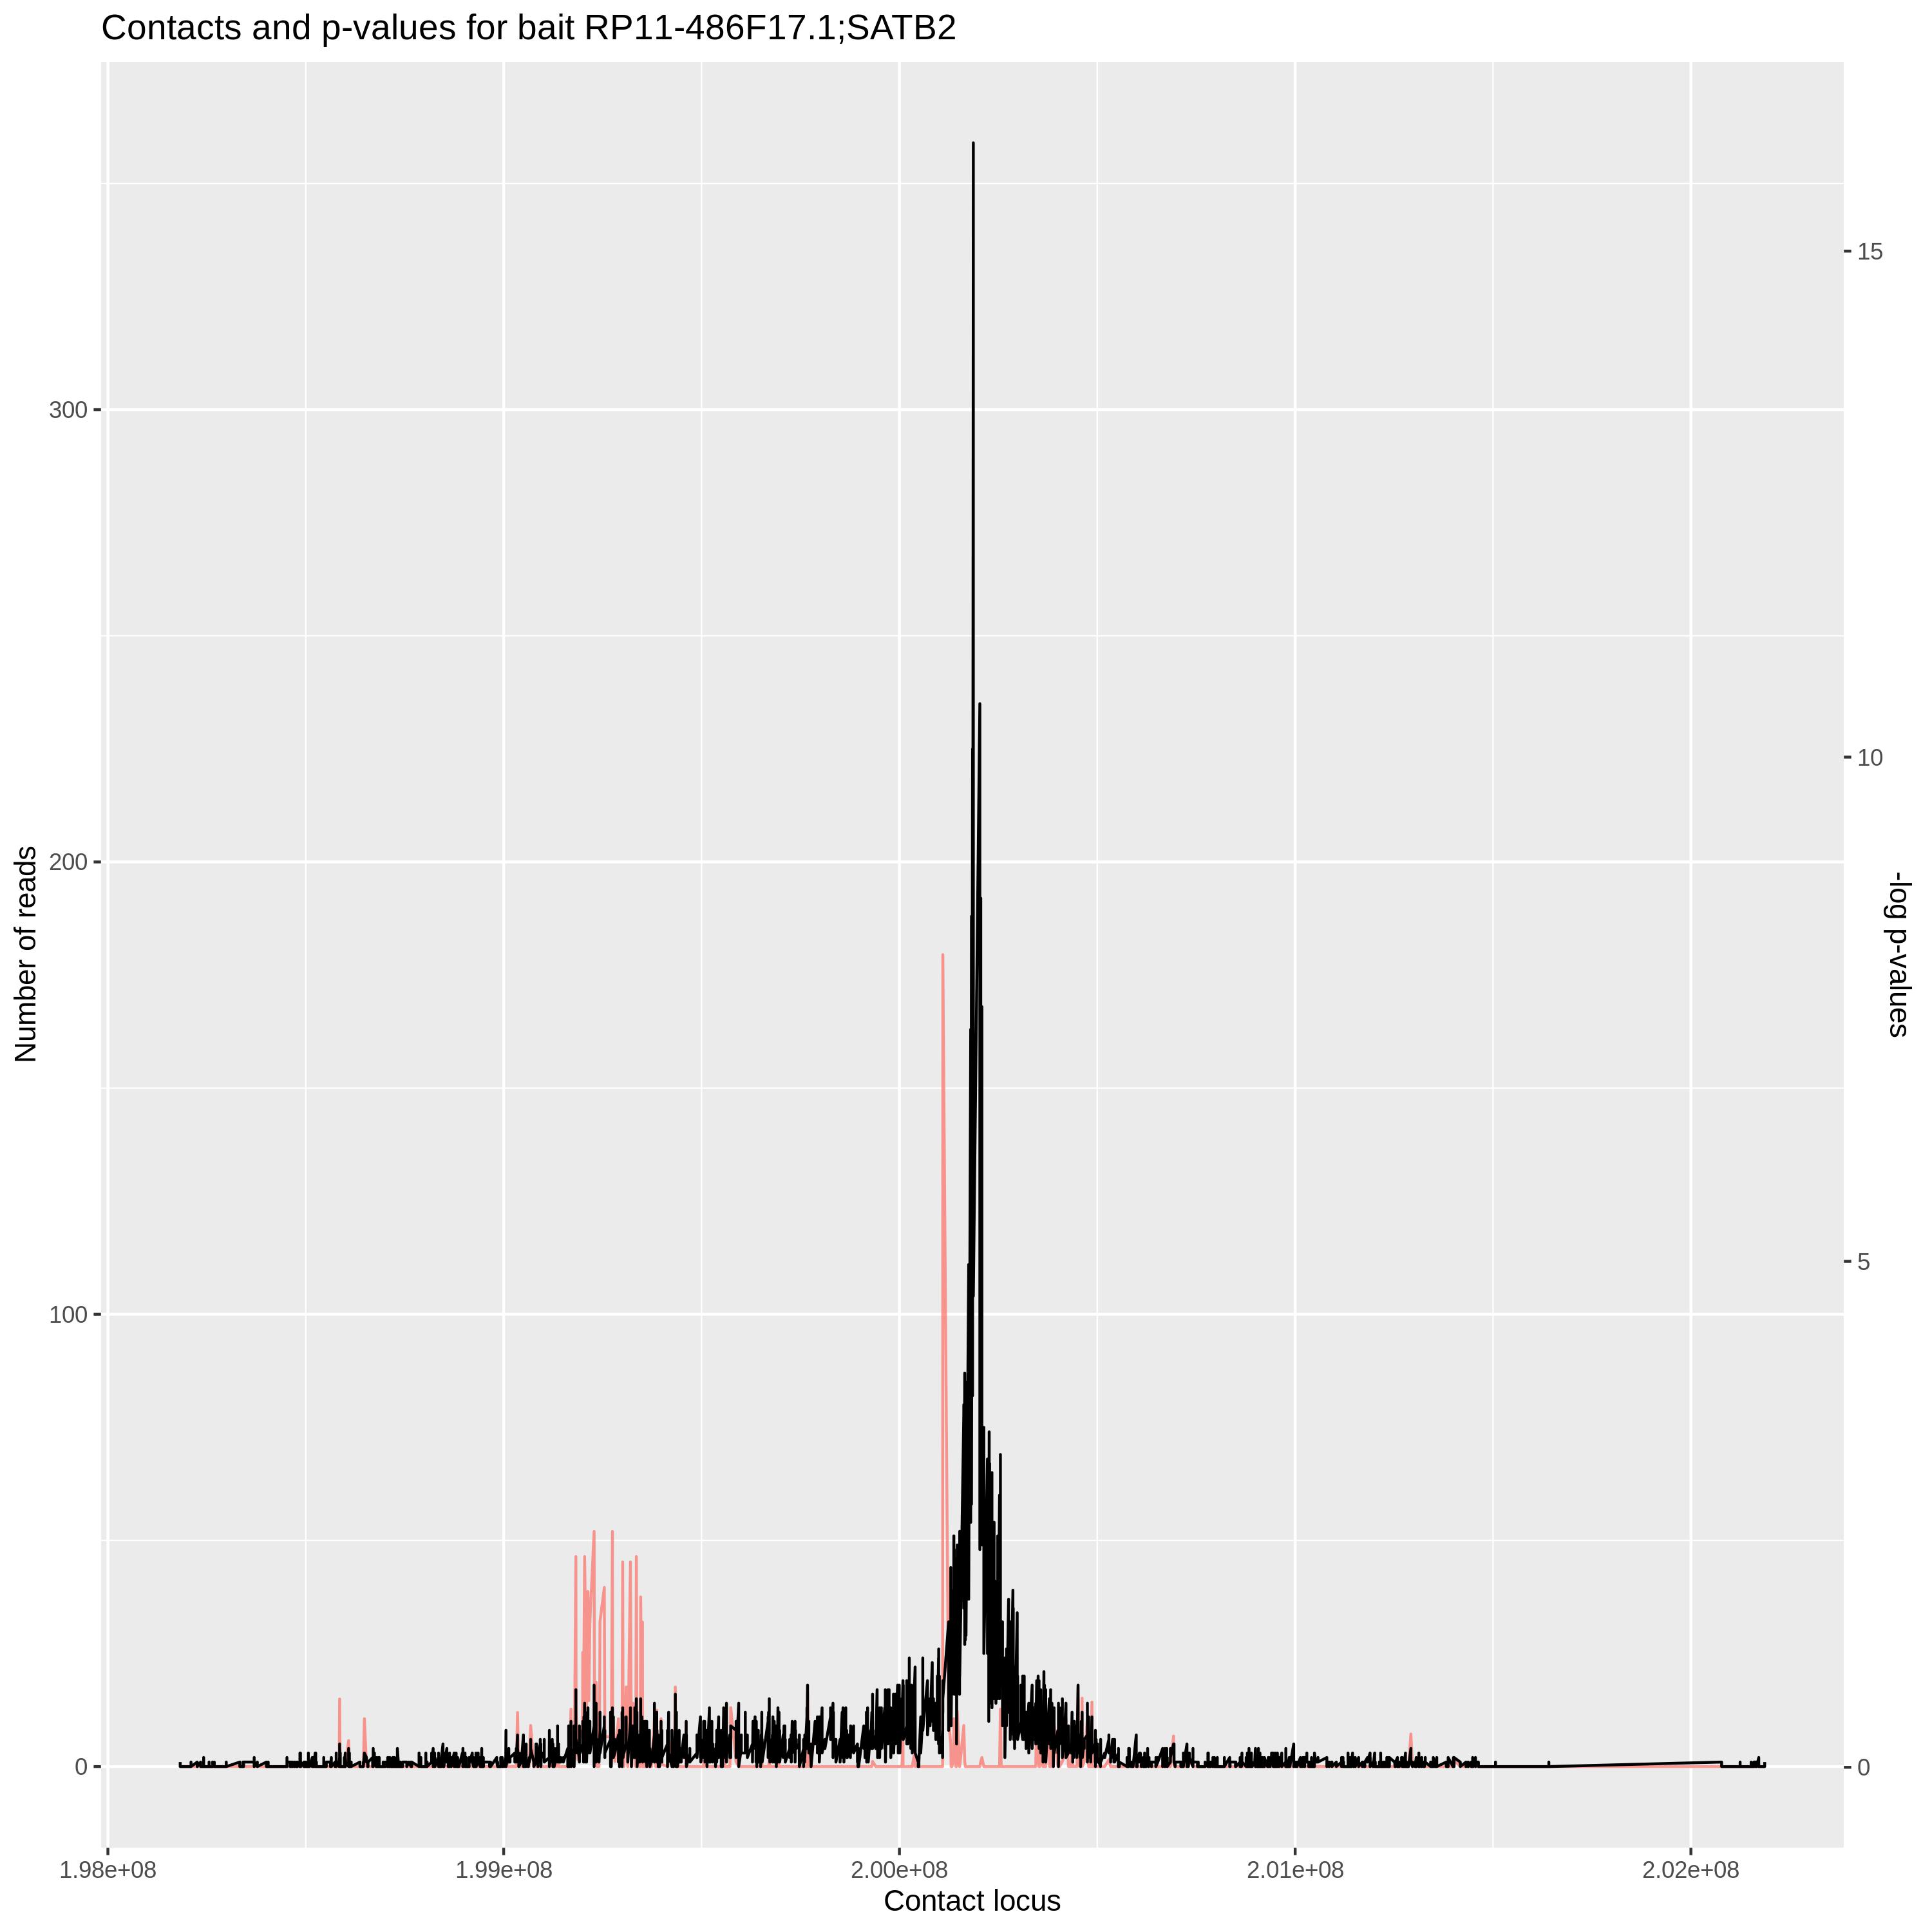 Contacts and p-values for bait RP11-486F17.1;SATB2
15
300
10
200
Number of reads
-log p-values
5
100
0
0
1.98e+08
1.99e+08
2.00e+08
2.01e+08
2.02e+08
Contact locus